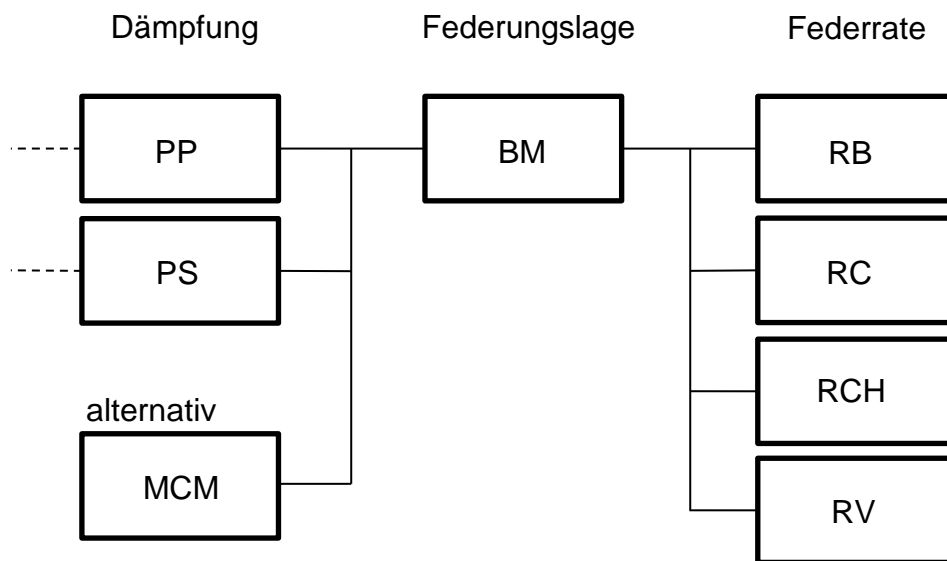 Dämpfung Federungslage Federrate
PP BM RB
PS RC
alternativ RCH
MCM RV